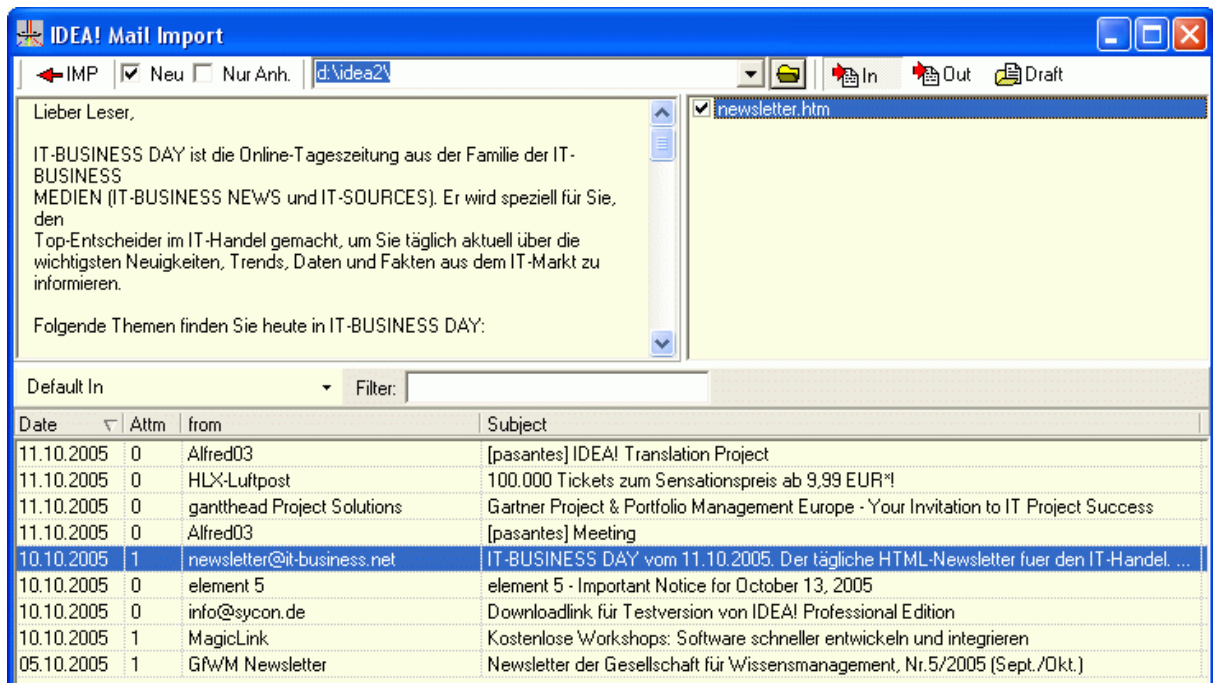 IDEA! Mail Import
IMP Neu Nur Anh. d:\idea2\ In Out Draft
Lieber Leser,
IT-BUSINESS DAY ist die Online-Tageszeitung aus der Familie der IT-
BUSINESS
MEDIEN (IT-BUSINESS NEWS und IT-SOURCES). Er wird speziell für Sie,
den
Top-Entscheider im IT-Handel gemacht, um Sie täglich aktuell über die
wichtigsten Neuigkeiten, Trends, Daten und Fakten aus dem IT-Markt zu
informieren.
Folgende Themen finden Sie heute in IT-BUSINESS DAY:
newsletter.htm
Default In Filter:
Date Attm from Subject
11.10.2005 0 Alfred03 [pasantes] IDEA! Translation Project
11.10.2005 0 HLX-Luftpost 100.000 Tickets zum Sensationspreis ab 9,99 EUR*!
11.10.2005 0 gantthead Project Solutions Gartner Project & Portfolio Management Europe - Your Invitation to IT Project Success
11.10.2005 0 Alfred03 [pasantes] Meeting
10.10.2005 1 newsletter@it-business.net IT-BUSINESS DAY vom 11.10.2005. Der tägliche HTML-Newsletter fuer den IT-Handel. ...
10.10.2005 0 element 5 element 5 - Important Notice for October 13, 2005
10.10.2005 0 info@sycon.de Downloadlink für Testversion von IDEA! Professional Edition
10.10.2005 1 MagicLink Kostenlose Workshops: Software schneller entwickeln und integrieren
05.10.2005 1 GfWM Newsletter Newsletter der Gesellschaft für Wissensmanagement, Nr.5/2005 (Sept./Okt.)